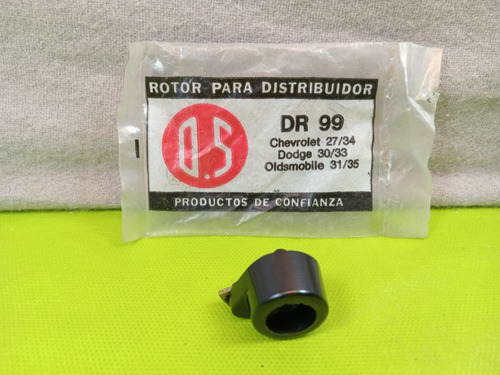 ROTOR PARA DISTRIBUIDOR
D.S
DR 99
Chevrolet 27/34
Dodge 30/33
Oldsmobile 31/35
PRODUCTOS DE CONFIANZA